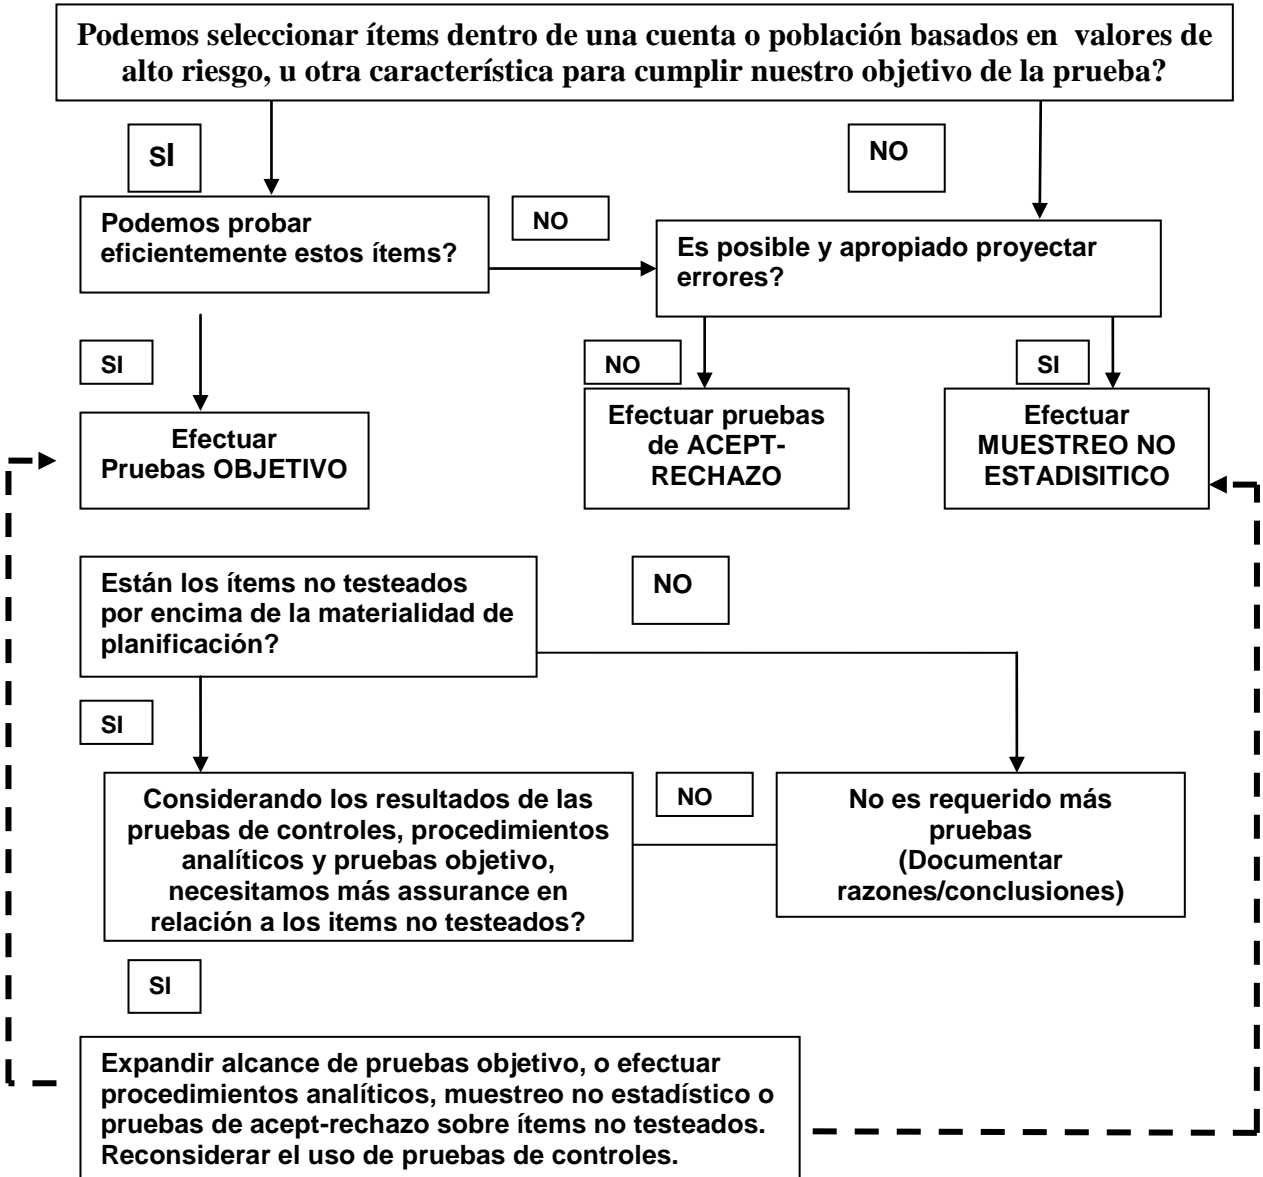 Podemos seleccionar ítems dentro de una cuenta o población basados en valores de
alto riesgo, u otra característica para cumplir nuestro objetivo de la prueba?
SI
NO
Podemos probar
eficientemente estos ítems?
NO
Es posible y apropiado proyectar
errores?
SI
NO
SI
Efectuar
Pruebas OBJETIVO
Efectuar pruebas
de ACEPT-
RECHAZO
Efectuar
MUESTREO NO
ESTADISITICO
Están los ítems no testeados
por encima de la materialidad de
planificación?
NO
SI
Considerando los resultados de las
pruebas de controles, procedimientos
analíticos y pruebas objetivo,
necesitamos más assurance en
relación a los items no testeados?
NO
No es requerido más
pruebas
(Documentar
razones/conclusiones)
SI
Expandir alcance de pruebas objetivo, o efectuar
procedimientos analíticos, muestreo no estadístico o
pruebas de acept-rechazo sobre ítems no testeados.
Reconsiderar el uso de pruebas de controles.